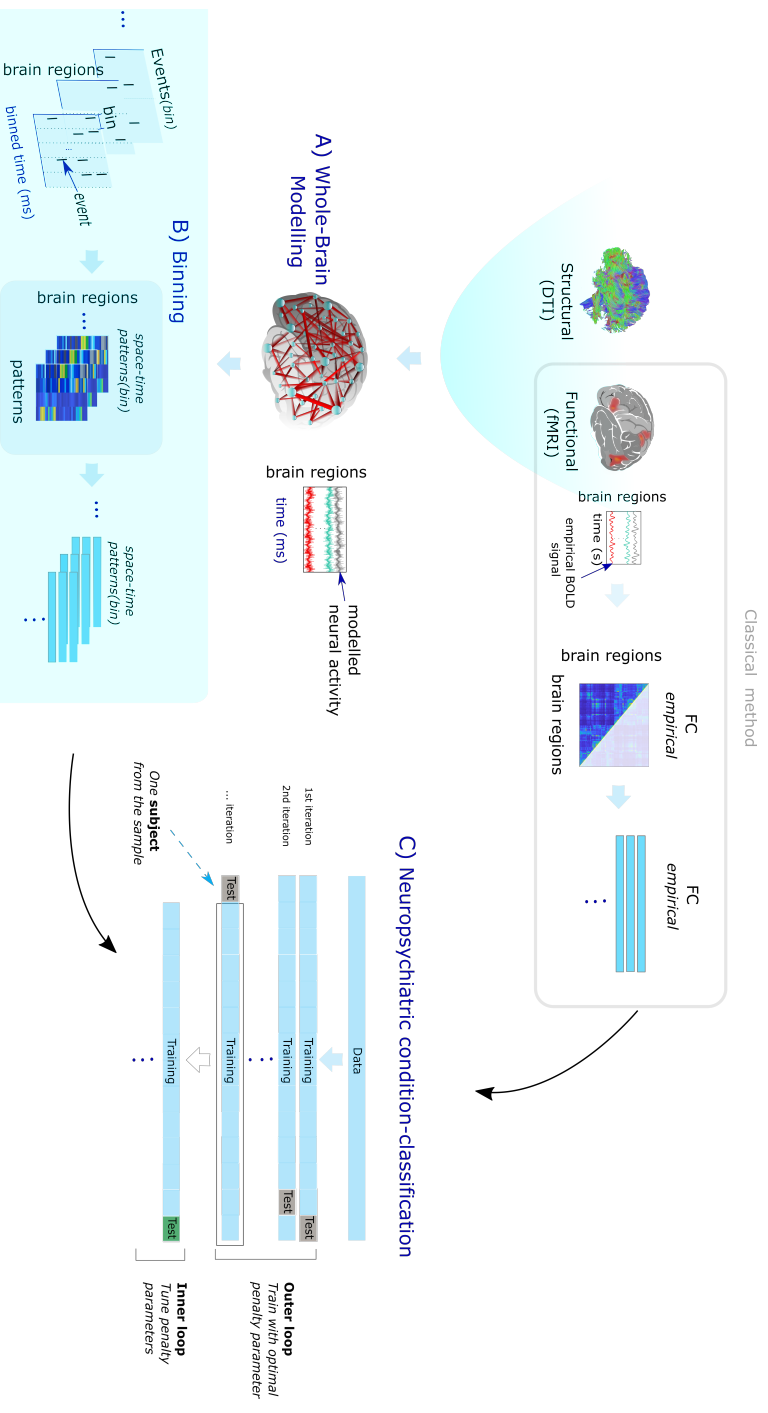 Classical method
Structural
(DTI)
Functional
(fMRI)
brain regions
time (s)
empirical BOLD
signal
brain regions
FC
empirical
brain regions
FC
empirical
A) Whole-Brain
Modelling
brain regions
time (ms)
modelled
neural activity
B) Binning
Events(bin)
brain regions
bin
...
event
binned time (ms)
brain regions
space-time
patterns(bin)
patterns
space-time
patterns(bin)
C) Neuropsychiatric condition-classification
Data
1st iteration
Training
Test
2nd iteration
Training
Test
... iteration
Test
Training
One subject
from the sample
Training
Test
Outer loop
Train with optimal
penalty parameter
Inner loop
Tune penalty
parameters